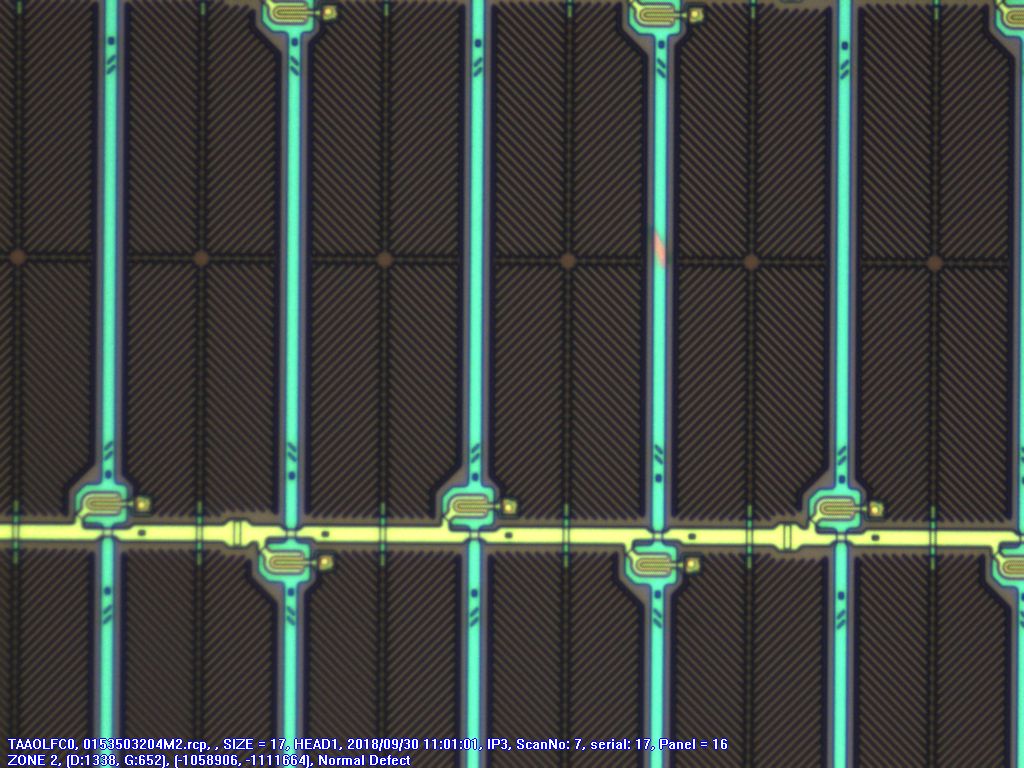 TAAOLFC0, 0153503204M2.rcp, , SIZE = 17, HEAD1, 2018/09/30 11:01:01, IP3, ScanNo: 7, serial: 17, Panel = 16
ZONE 2, (D:1338, G:652), (-1058906, -1111664), Normal Defect